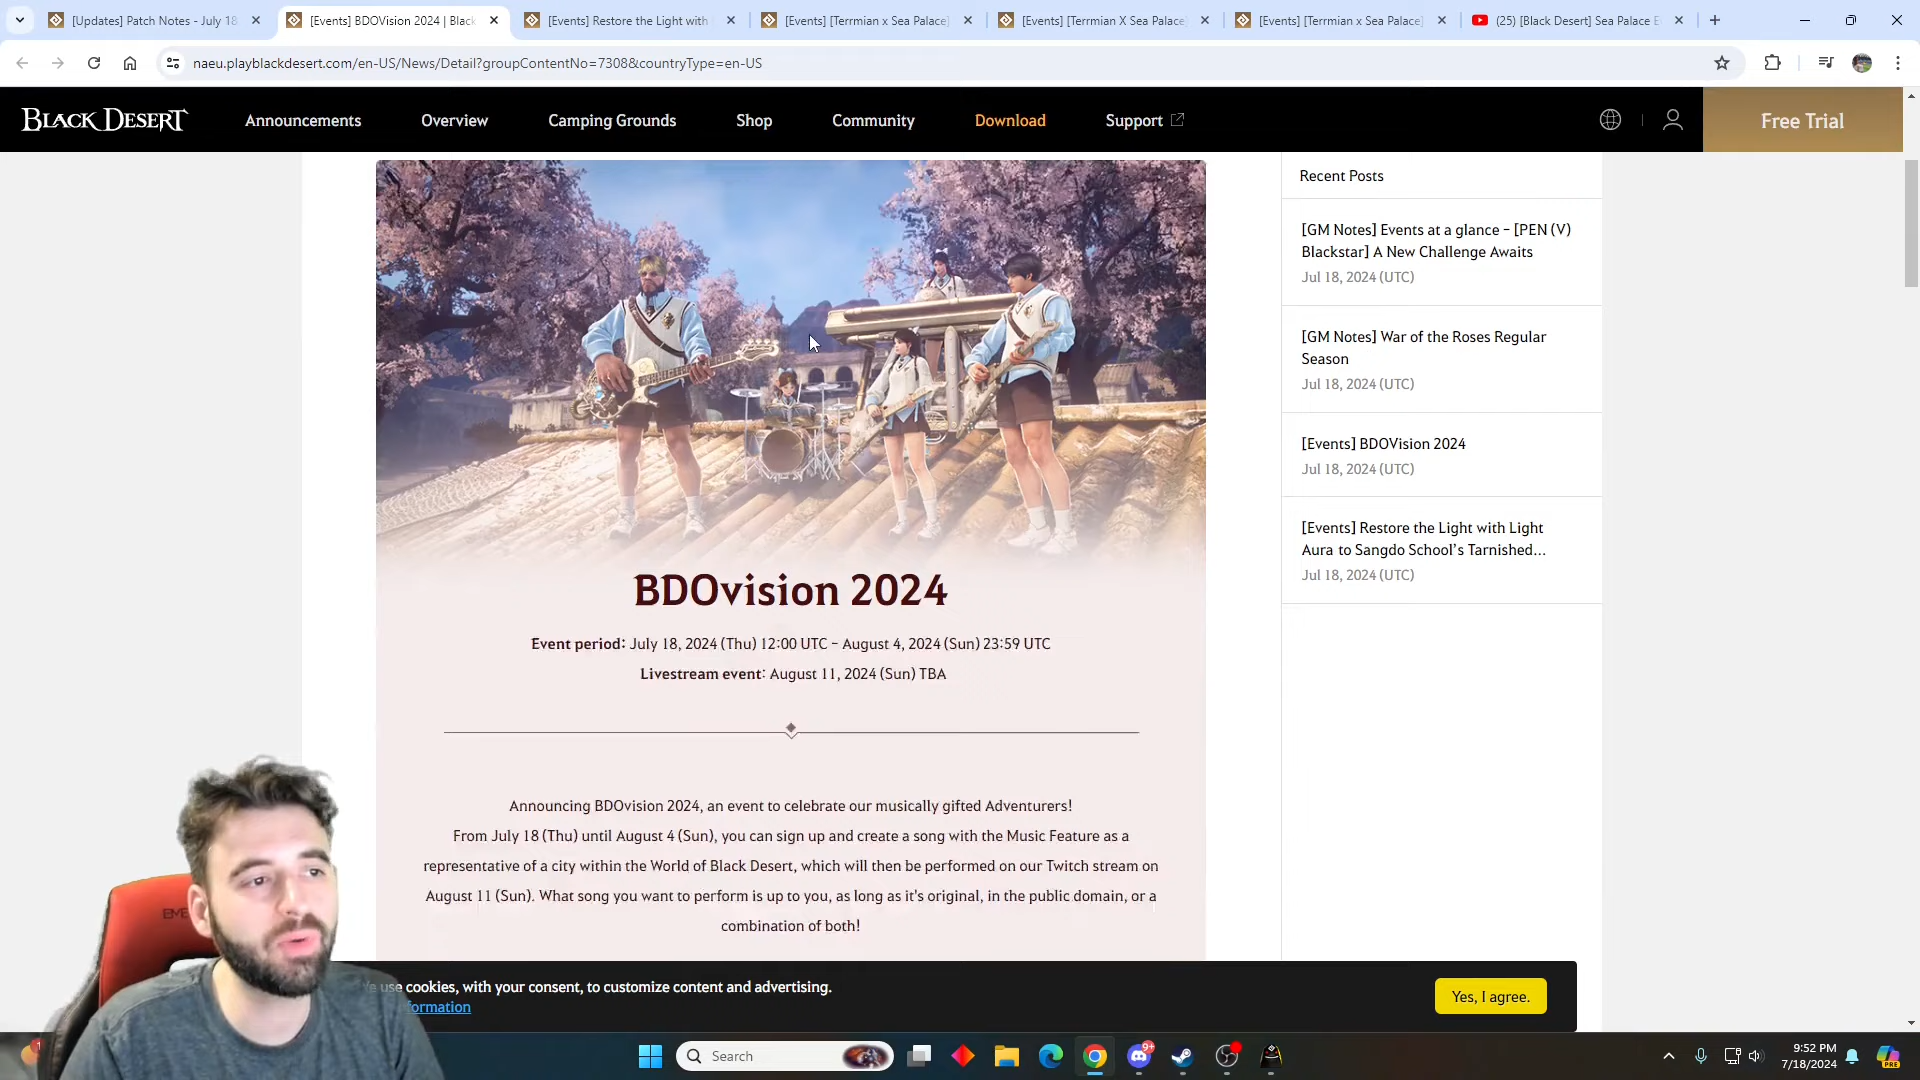 [Updates] Patch Notes - July 18
[Events] BDOVision 2024 | Black
[Events] Restore the Light with
[Events] [Terrmian x Sea Palace]
[Events] [Terrmian X Sea Palace
[Events] [Terrmian x Sea Palace]
(25) [Black Desert] Sea Palace E
naeu.playblackdesert.com/en-US/News/Detail?groupContentNo=7308&countryType=en-US
BLACK DESERT
Announcements
Overview
Camping Grounds
Shop
Community
Download
Support
Free Trial
Recent Posts
[GM Notes] Events at a glance – [PEN (V)
Blackstar] A New Challenge Awaits
Jul 18, 2024 (UTC)
[GM Notes] War of the Roses Regular
Season
Jul 18, 2024 (UTC)
[Events] BDOVision 2024
Jul 18, 2024 (UTC)
[Events] Restore the Light with Light
Aura to Sangdo School's Tarnished...
Jul 18, 2024 (UTC)
BDOvision 2024
Event period: July 18, 2024 (Thu) 12:00 UTC – August 4, 2024 (Sun) 23:59 UTC
Livestream event: August 11, 2024 (Sun) TBA
Announcing BDOvision 2024, an event to celebrate our musically gifted Adventurers!
From July 18 (Thu) until August 4 (Sun), you can sign up and create a song with the Music Feature as a
representative of a city within the World of Black Desert, which will then be performed on our Twitch stream on
August 11 (Sun). What song you want to perform is up to you, as long as it's original, in the public domain, or a
combination of both!
use cookies, with your consent, to customize content and advertising.
formation
Yes, I agree.
Search
9+
9:52 PM
7/18/2024
PRE